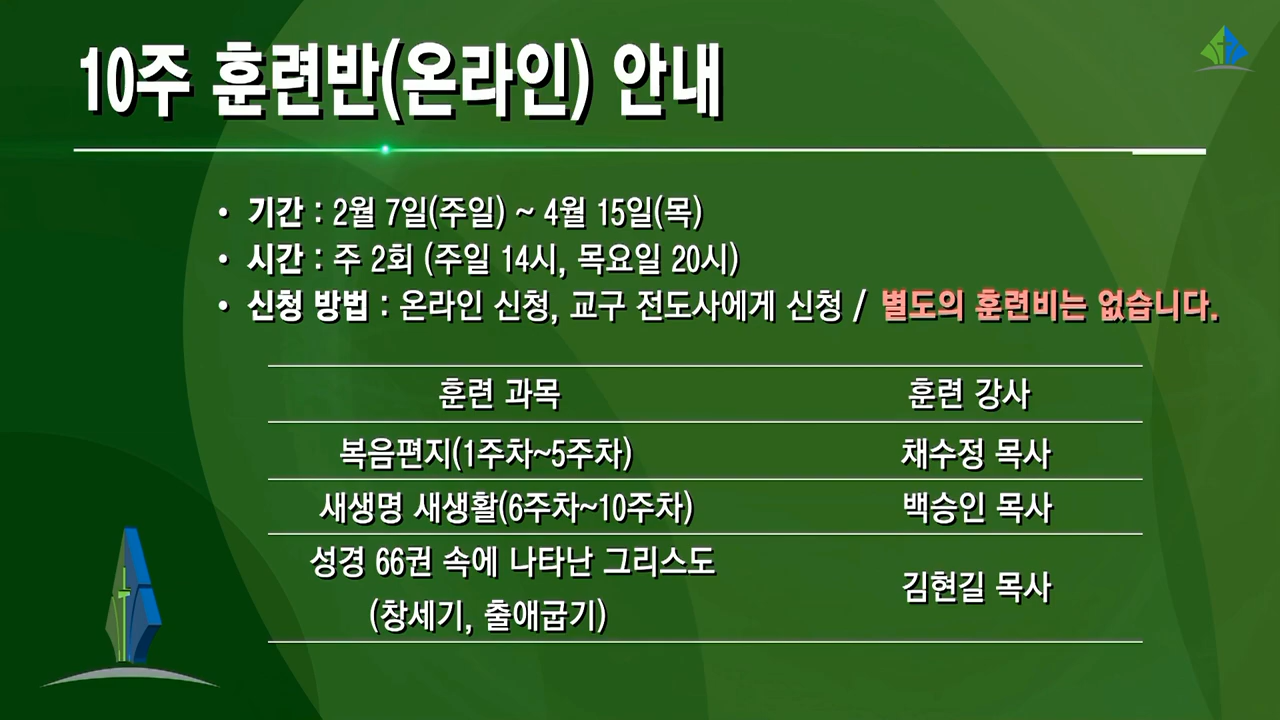 10주 훈련반(온라인) 안내
• 기간 : 2월 7일(주일) ~ 4월 15일(목)
• 시간 : 주 2회 (주일 14시, 목요일 20시)
• 신청 방법 : 온라인 신청, 교구 전도사에게 신청 / 별도의 훈련비는 없습니다.
훈련 과목 훈련 강사
복음편지(1주차~5주차) 채수정 목사
새생명 새생활(6주차~10주차) 백승인 목사
성경 66권 속에 나타난 그리스도
(창세기, 출애굽기)
김현길 목사